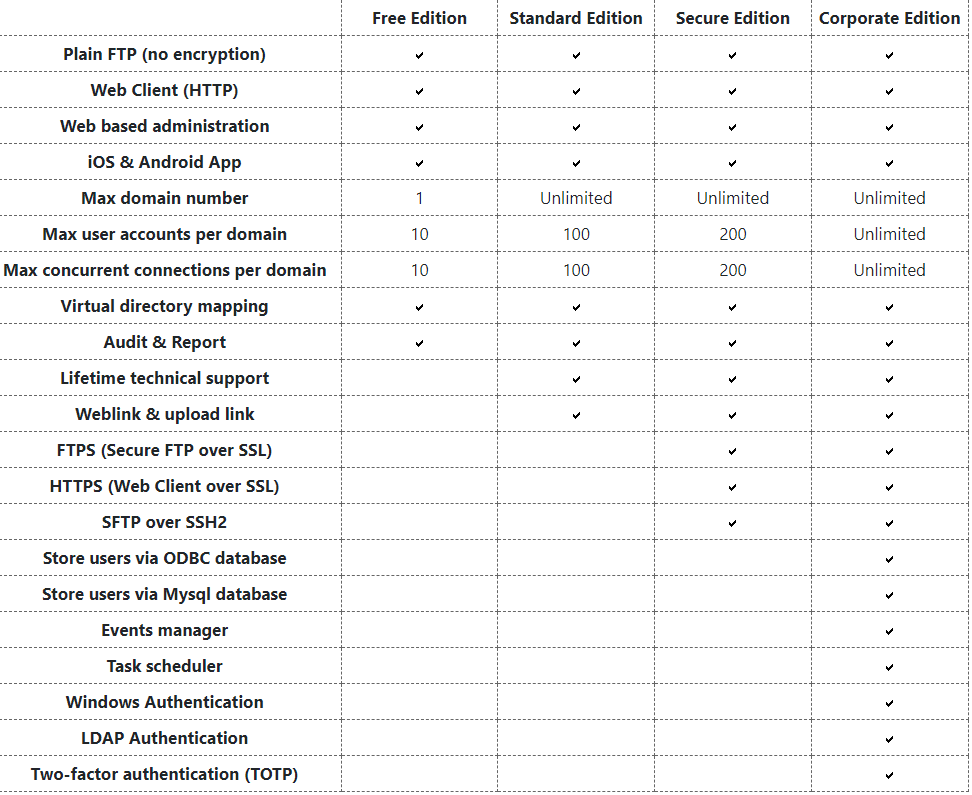 Free Edition Standard Edition Secure Edition Corporate Edition
Plain FTP (no encryption) ✓ ✓ ✓ ✓
Web Client (HTTP) ✓ ✓ ✓ ✓
Web based administration ✓ ✓ ✓ ✓
iOS & Android App ✓ ✓ ✓ ✓
Max domain number 1 Unlimited Unlimited Unlimited
Max user accounts per domain 10 100 200 Unlimited
Max concurrent connections per domain 10 100 200 Unlimited
Virtual directory mapping ✓ ✓ ✓ ✓
Audit & Report ✓ ✓ ✓ ✓
Lifetime technical support ✓ ✓ ✓
Weblink & upload link ✓ ✓ ✓
FTPS (Secure FTP over SSL) ✓ ✓
HTTPS (Web Client over SSL) ✓ ✓
SFTP over SSH2 ✓ ✓
Store users via ODBC database ✓
Store users via Mysql database ✓
Events manager ✓
Task scheduler ✓
Windows Authentication ✓
LDAP Authentication ✓
Two-factor authentication (TOTP) ✓